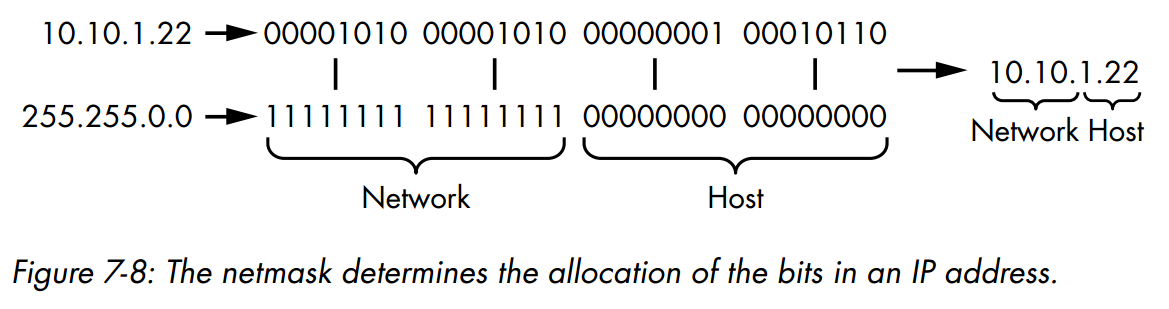 10.10.1.22 00001010 00001010 00000001 00010110
10.10.1.22
255.255.0.0 11111111 11111111 00000000 00000000
Network Host
Network Host
Figure 7-8: The netmask determines the allocation of the bits in an IP address.